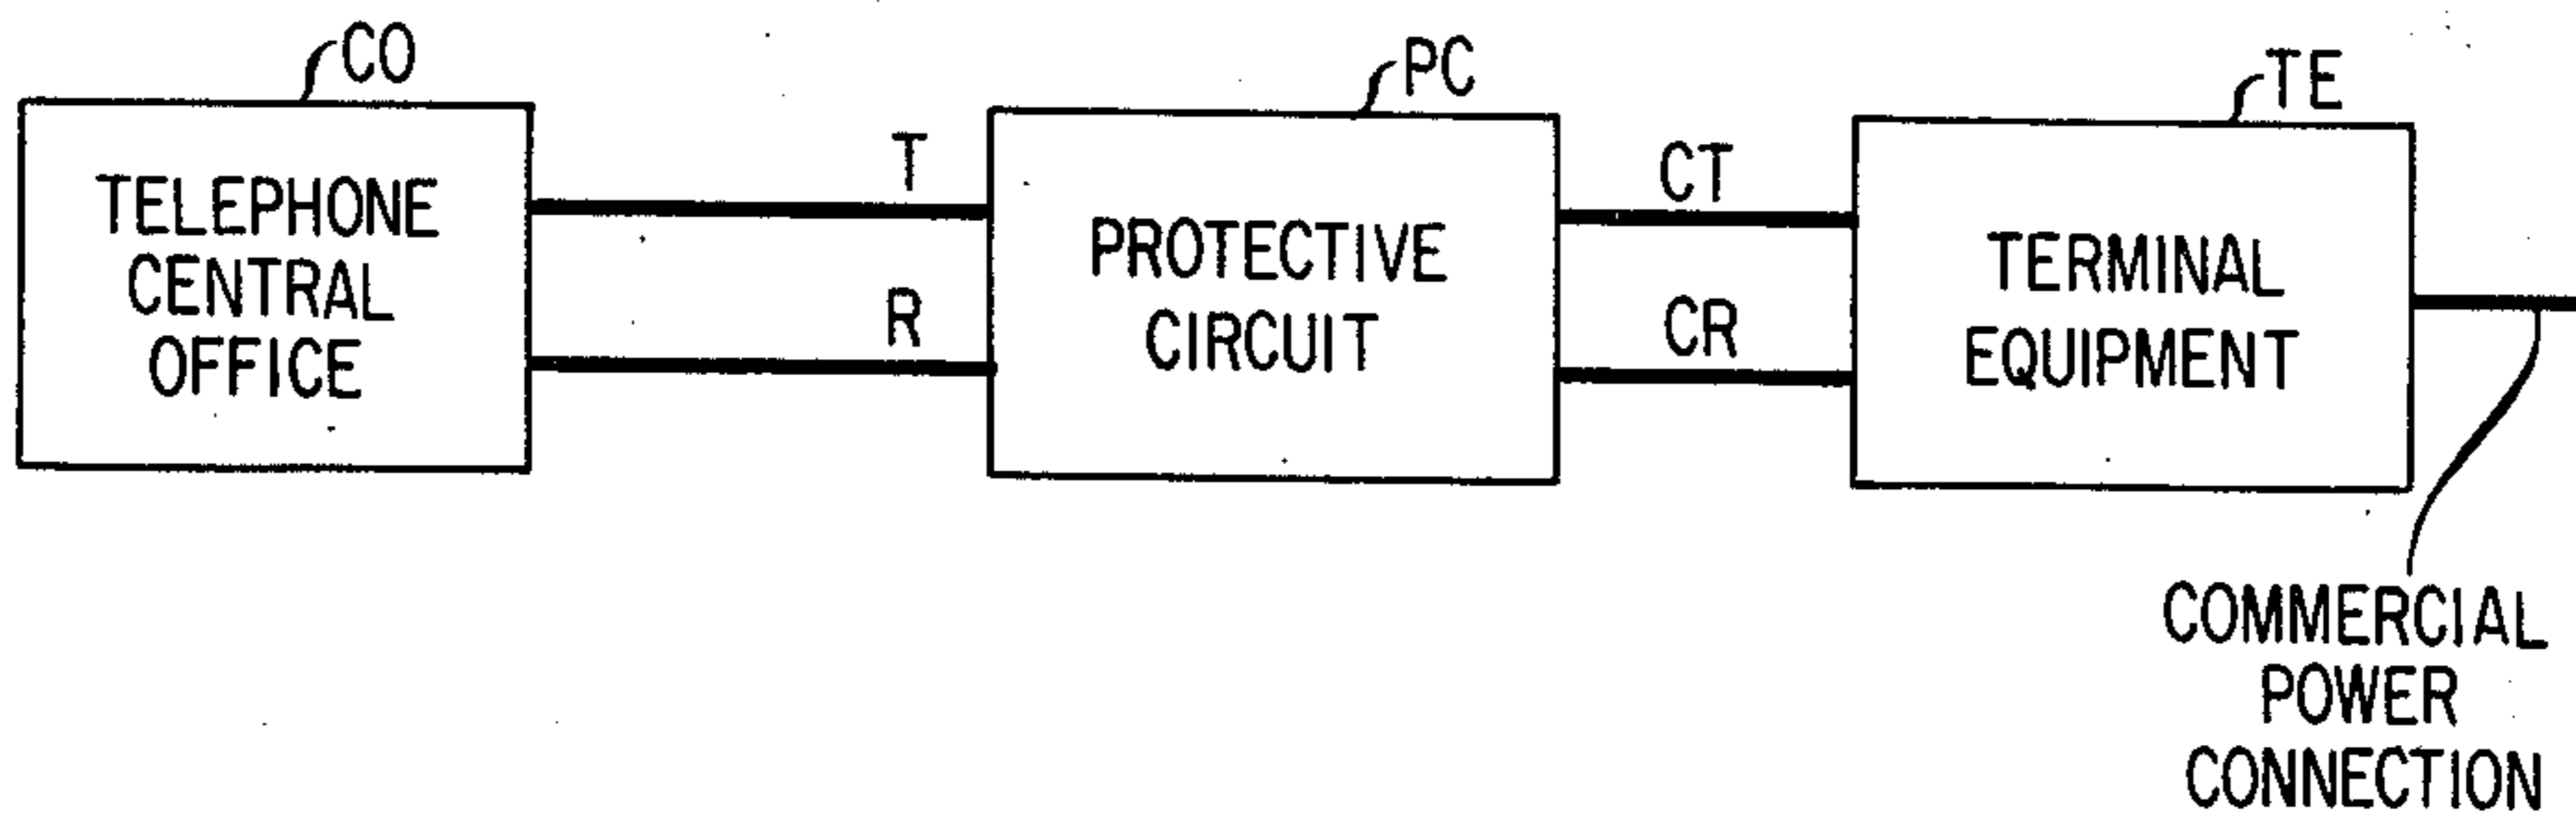 CO
TELEPHONE
CENTRAL
OFFICE
T
R
PC
PROTECTIVE
CIRCUIT
CT
CR
TE
TERMINAL
EQUIPMENT
COMMERCIAL
POWER
CONNECTION